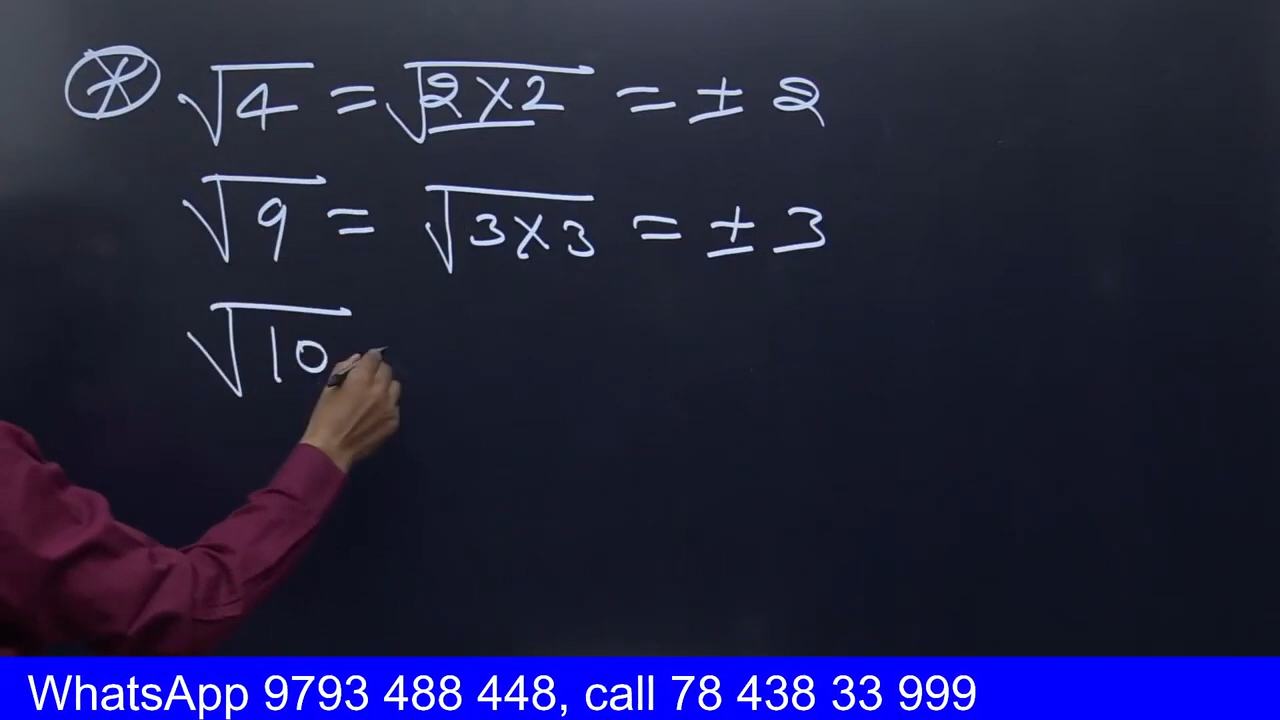 √4 = √2×2 = ± 2
√9 = √3×3 = ± 3
√10
WhatsApp 9793 488 448, call 78 438 33 999